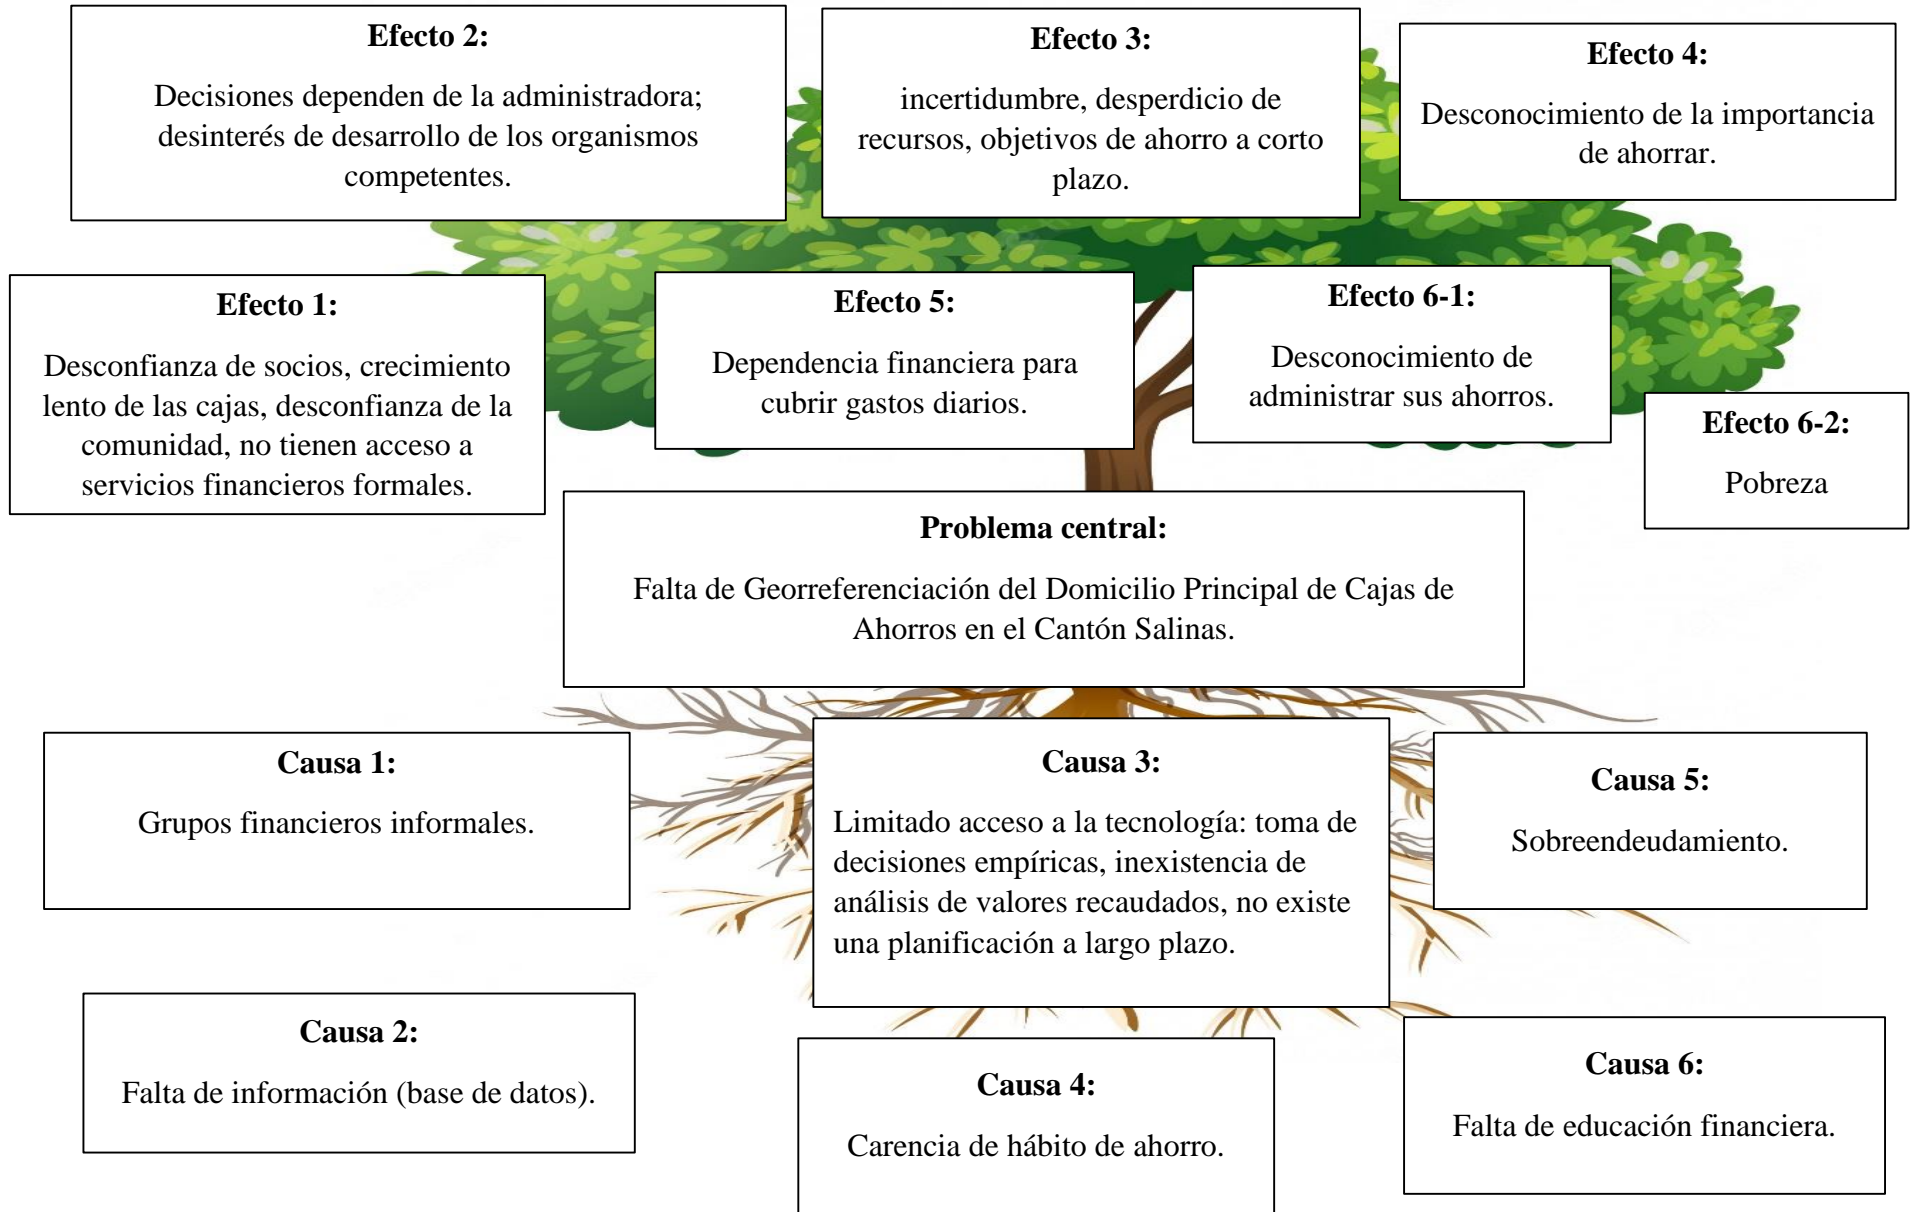 Efecto 2:
Decisiones dependen de la administradora;
desinterés de desarrollo de los organismos
competentes.
Efecto 3:
incertidumbre, desperdicio de
recursos, objetivos de ahorro a corto
plazo.
Efecto 4:
Desconocimiento de la importancia
de ahorrar.
Efecto 1:
Desconfianza de socios, crecimiento
lento de las cajas, desconfianza de la
comunidad, no tienen acceso a
servicios financieros formales.
Efecto 5:
Dependencia financiera para
cubrir gastos diarios.
Efecto 6-1:
Desconocimiento de
administrar sus ahorros.
Efecto 6-2:
Pobreza
Problema central:
Falta de Georreferenciación del Domicilio Principal de Cajas de
Ahorros en el Cantón Salinas.
Causa 1:
Grupos financieros informales.
Causa 3:
Limitado acceso a la tecnología: toma de
decisiones empíricas, inexistencia de
análisis de valores recaudados, no existe
una planificación a largo plazo.
Causa 5:
Sobreendeudamiento.
Causa 2:
Falta de información (base de datos).
Causa 4:
Carencia de hábito de ahorro.
Causa 6:
Falta de educación financiera.